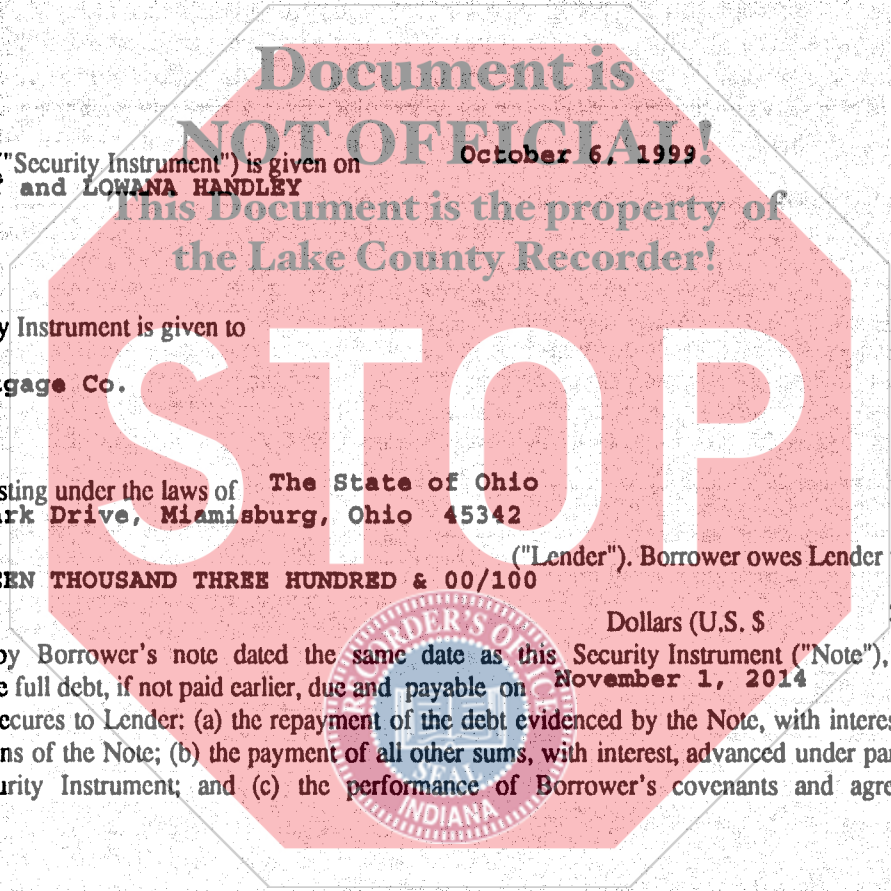 Document is
NOT OFFICIAL!
("Security Instrument") is given on October 6, 1999.
and LOWANA HANDLEY
This Document is the property of
the Lake County Recorder!
Instrument is given to
gage Co.
STOP
sting under the laws of The State of Ohio
rk Drive, Miamisburg, Ohio 45342
("Lender"). Borrower owes Lender
EEN THOUSAND THREE HUNDRED & 00/100
Dollars (U.S. $
RECORDER'S OFFICE
by Borrower's note dated the same date as this Security Instrument ("Note"),
full debt, if not paid earlier, due and payable on November 1, 2014
ecures to Lender: (a) the repayment of the debt evidenced by the Note, with interes
ns of the Note; (b) the payment of all other sums, with interest, advanced under par
SEAL
urity Instrument; and (c) the performance of Borrower's covenants and agre
INDIANA